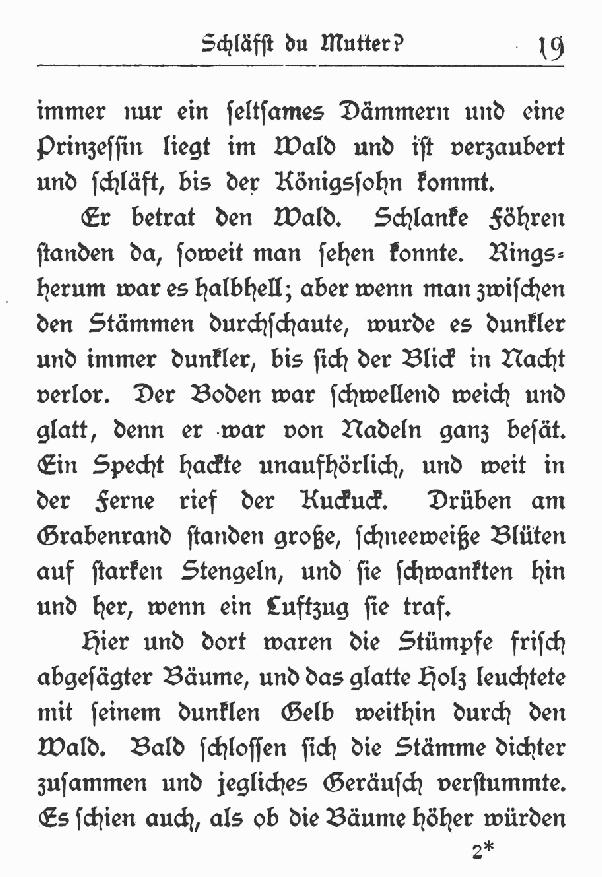 Schläfst du Mutter? 19
immer nur ein seltsames Dämmern und eine
Prinzessin liegt im Wald und ist verzaubert
und schläft, bis der Königssohn kommt.
Er betrat den Wald. Schlanke Föhren
standen da, soweit man sehen konnte. Rings-
herum war es halbhell; aber wenn man zwischen
den Stämmen durchschaute, wurde es dunkler
und immer dunkler, bis sich der Blick in Nacht
verlor. Der Boden war schwellend weich und
glatt, denn er war von Nadeln ganz besät.
Ein Specht hackte unaufhörlich, und weit in
der Ferne rief der Kuckuck. Drüben am
Grabenrand standen große, schneeweiße Blüten
auf starken Stengeln, und sie schwankten hin
und her, wenn ein Luftzug sie traf.
Hier und dort waren die Stümpfe frisch
abgesägter Bäume, und das glatte Holz leuchtete
mit seinem dunklen Gelb weithin durch den
Wald. Bald schlossen sich die Stämme dichter
zusammen und jegliches Geräusch verstummte.
Es schien auch, als ob die Bäume höher würden
2*